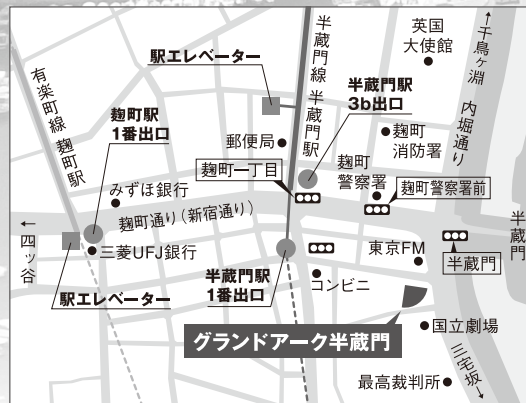 英国
大使館
↑千鳥ヶ淵
内堀通り
半蔵門線 半蔵門駅
駅エレベーター
有楽町線 麹町駅
麹町駅
1番出口
半蔵門駅
3b出口
郵便局
麹町
消防署
麹町一丁目
麹町
警察署
麹町警察署前
みずほ銀行
麹町通り(新宿通り)
←四ッ谷
三菱UFJ銀行
半蔵門
東京FM
半蔵門
駅エレベーター
半蔵門駅
1番出口
コンビニ
グランドアーク半蔵門
国立劇場
三宅坂↓
最高裁判所